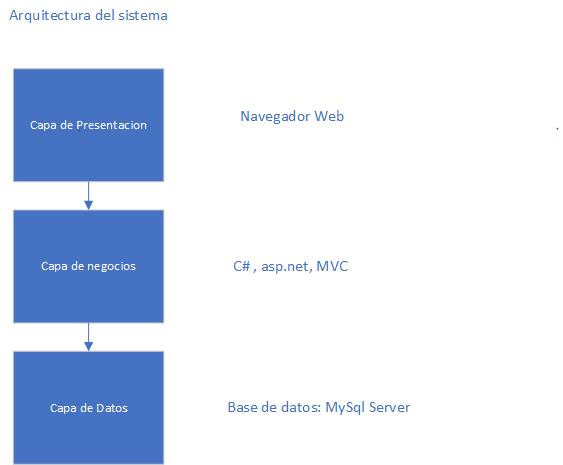 Arquitectura del sistema
Capa de Presentacion
Navegador Web
.
Capa de negocios
C# , asp.net, MVC
Capa de Datos
Base de datos: MySql Server